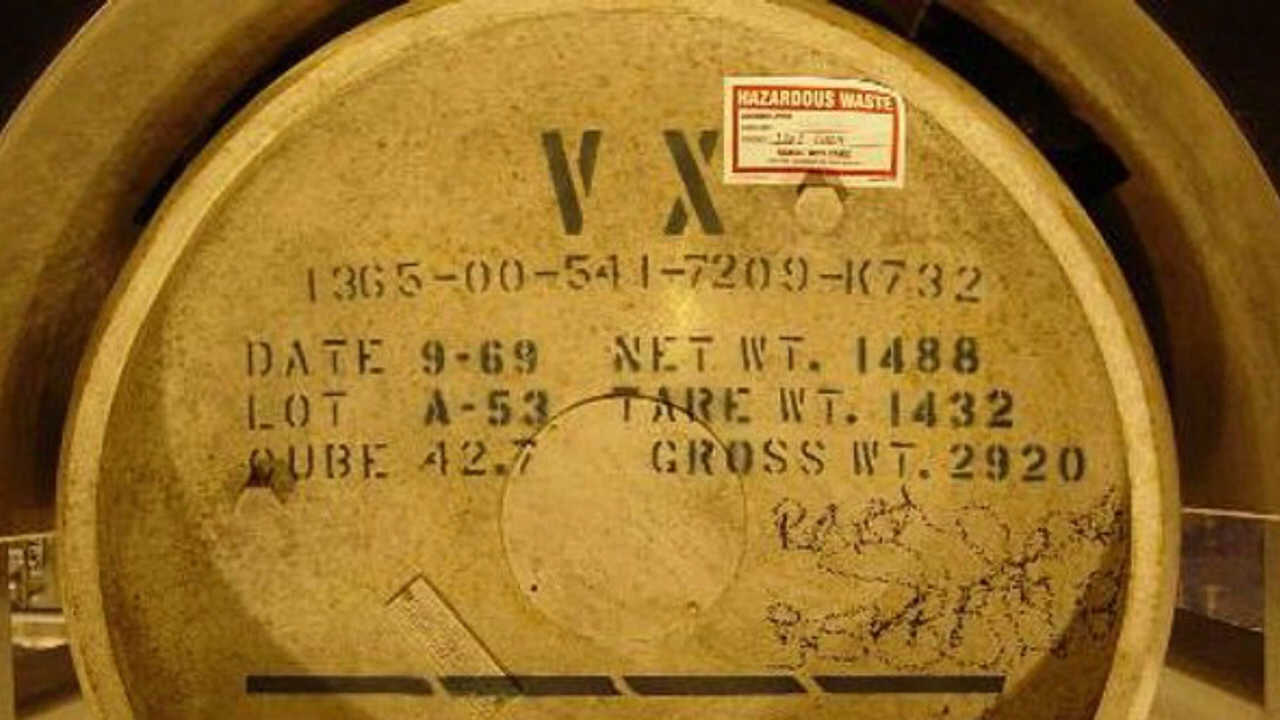 HAZARDOUS WASTE
VX
1365-00-541-7209-K732
DATE 9-69 NET WT. 1488
LOT A-53 TARE WT. 1432
CUBE 42.7 GROSS WT. 2920